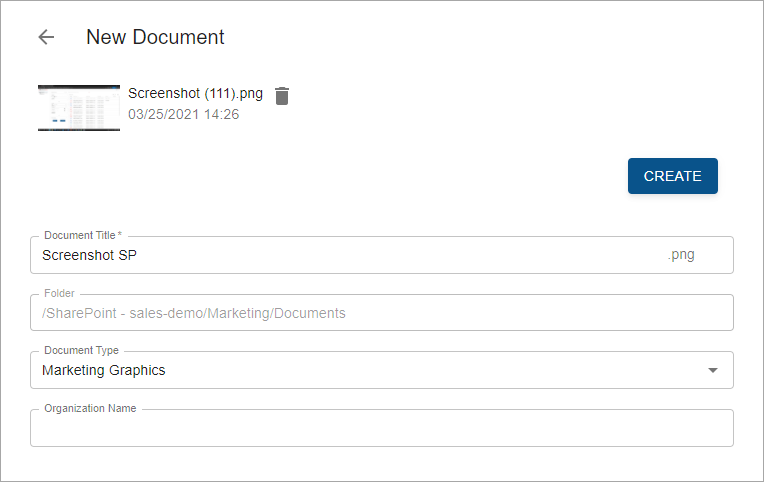 New Document
Screenshot (111).png
03/25/2021 14:26
CREATE
Document Title *
Screenshot SP .png
Folder
/SharePoint - sales-demo/Marketing/Documents
Document Type
Marketing Graphics
Organization Name